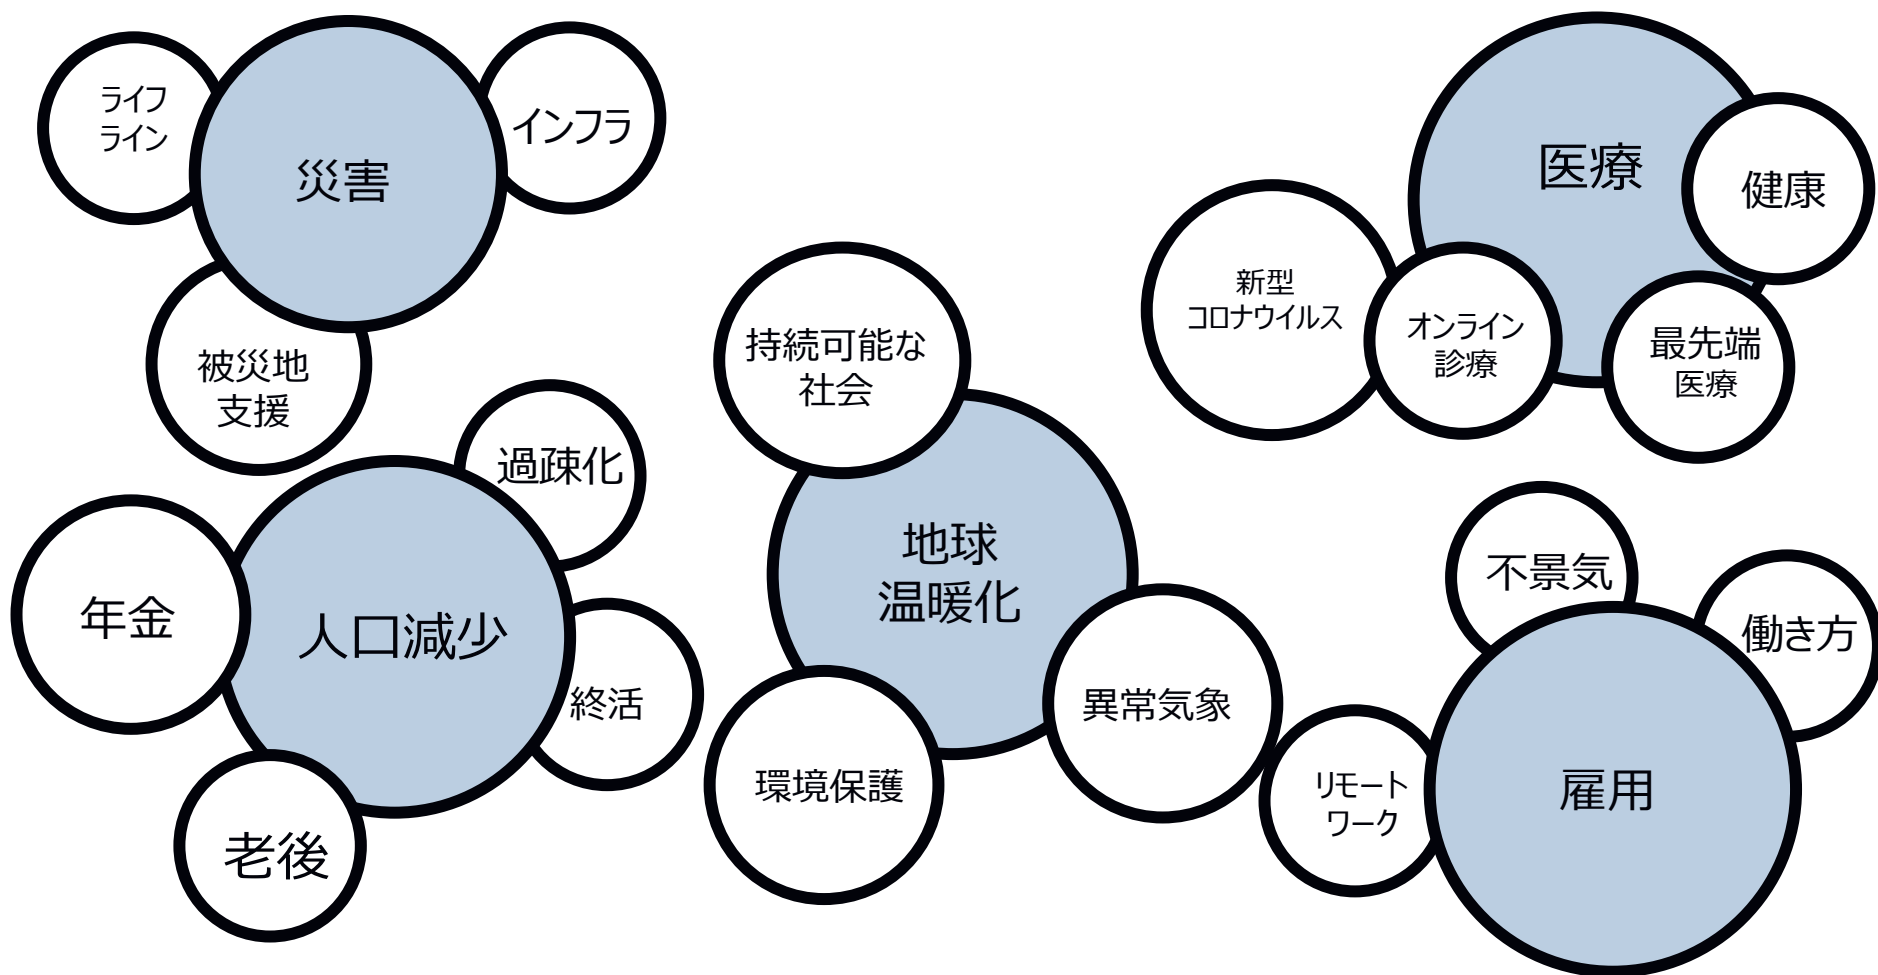 ライフ
ライン
災害
インフラ
被災地
支援
医療
健康
新型
コロナウイルス
オンライン
診療
最先端
医療
持続可能な
社会
地球
温暖化
異常気象
環境保護
過疎化
年金
人口減少
終活
老後
不景気
働き方
リモート
ワーク
雇用